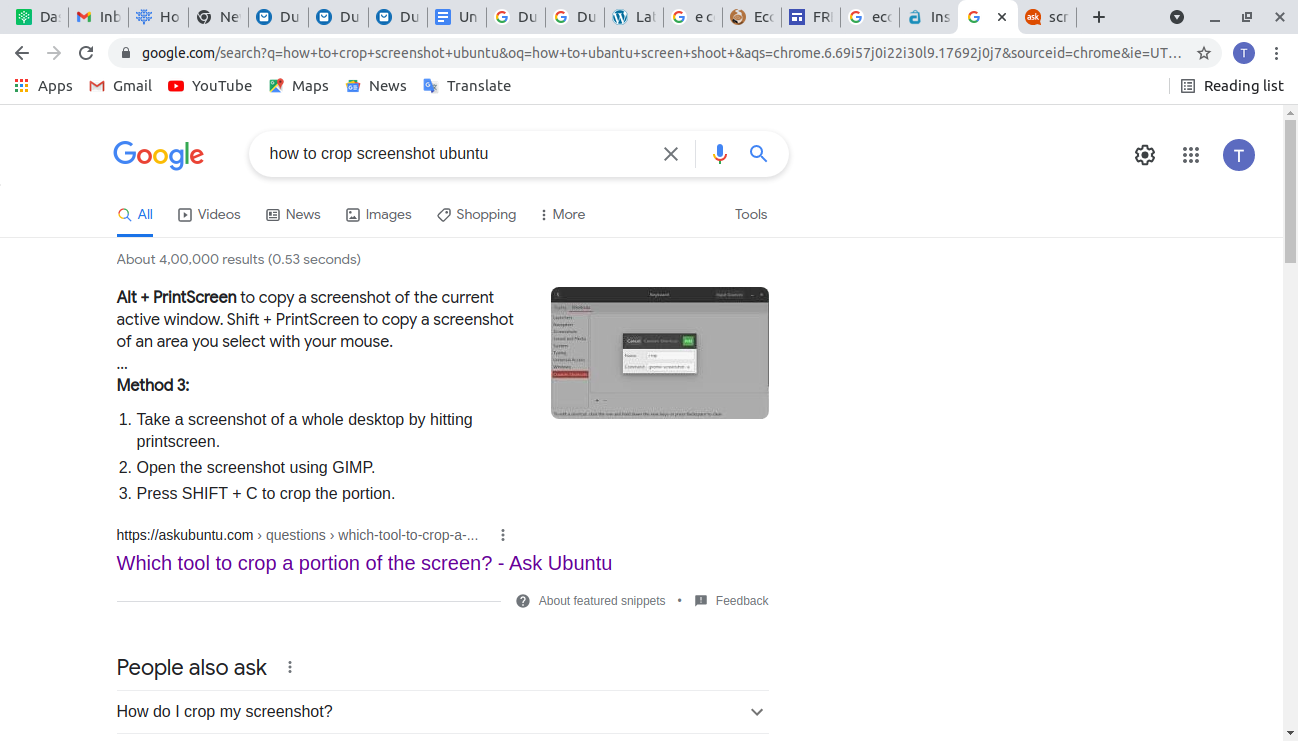 Da
Inb
Ho
Ne
Du
Du
Du
Un
Du
Du
Lat
e c
Ecc
FRI
ecc
Ins
scr
google.com/search?q=how+to+crop+screenshot+ubuntu&oq=how+to+ubantu+screen+shoot+&aqs=chrome.6.69i57j0i22i30l9.17692j0j7&sourceid=chrome&ie=UT...
T
Apps
Gmail
YouTube
Maps
News
Translate
Reading list
Google
how to crop screenshot ubuntu
T
All
Videos
News
Images
Shopping
More
Tools
About 4,00,000 results (0.53 seconds)
Alt + PrintScreen to copy a screenshot of the current
active window. Shift + PrintScreen to copy a screenshot
of an area you select with your mouse.
...
Method 3:
1. Take a screenshot of a whole desktop by hitting
printscreen.
2. Open the screenshot using GIMP.
3. Press SHIFT + C to crop the portion.
https://askubuntu.com › questions › which-tool-to-crop-a-...
Which tool to crop a portion of the screen? - Ask Ubuntu
About featured snippets • Feedback
People also ask
How do I crop my screenshot?